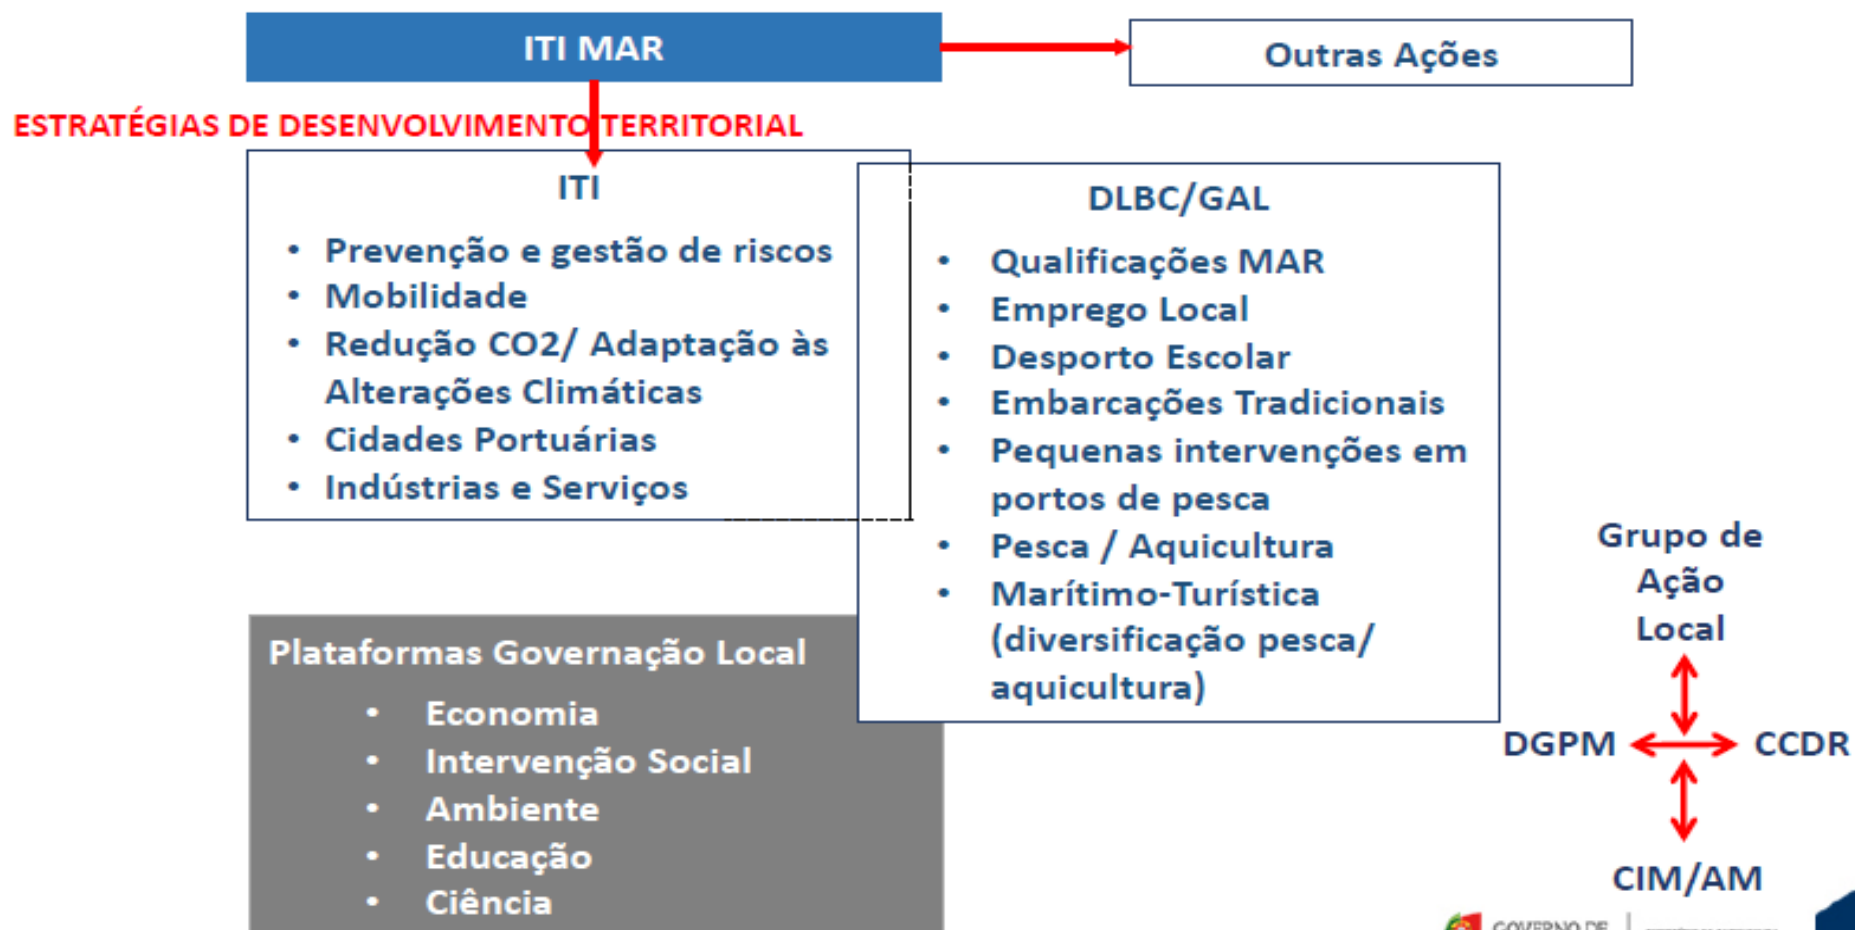 ITI MAR
Outras Ações
ESTRATÉGIAS DE DESENVOLVIMENTO TERRITORIAL
ITI
• Prevenção e gestão de riscos
• Mobilidade
• Redução CO2/ Adaptação às
Alterações Climáticas
• Cidades Portuárias
• Indústrias e Serviços
DLBC/GAL
• Qualificações MAR
• Emprego Local
• Desporto Escolar
• Embarcações Tradicionais
• Pequenas intervenções em
portos de pesca
• Pesca / Aquicultura
• Marítimo-Turística
(diversificação pesca/
aquicultura)
Plataformas Governação Local
• Economia
• Intervenção Social
• Ambiente
• Educação
• Ciência
Grupo de
Ação
Local
DGPM
CCDR
CIM/AM
GOVERNO DE